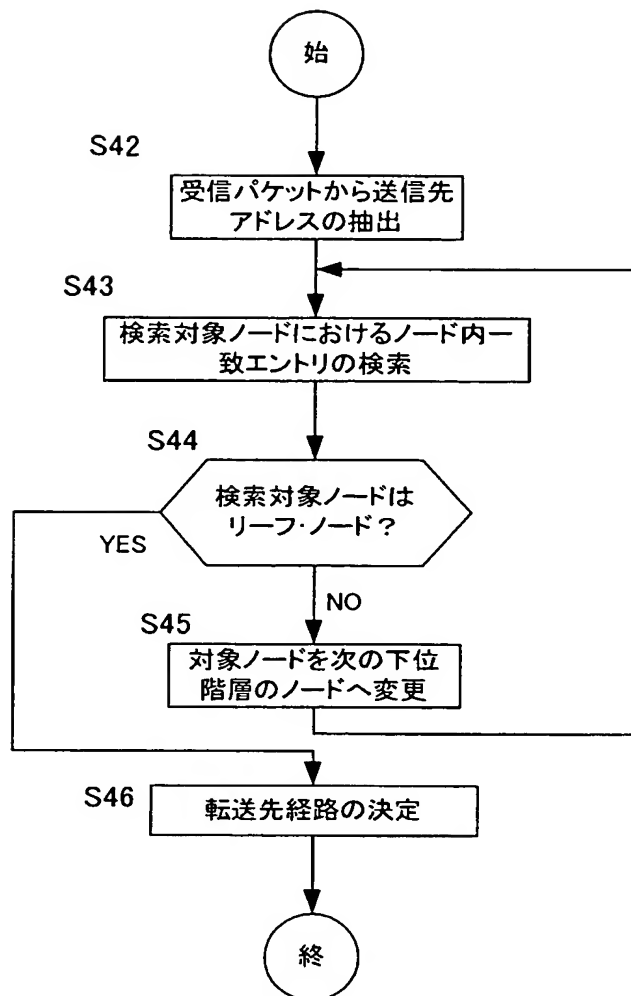 始
S42
受信パケットから送信先
アドレスの抽出
S43
検索対象ノードにおけるノード内一
致エントリの検索
S44
検索対象ノードは
リーフ・ノード?
YES
NO
S45
対象ノードを次の下位
階層のノードへ変更
S46
転送先経路の決定
終